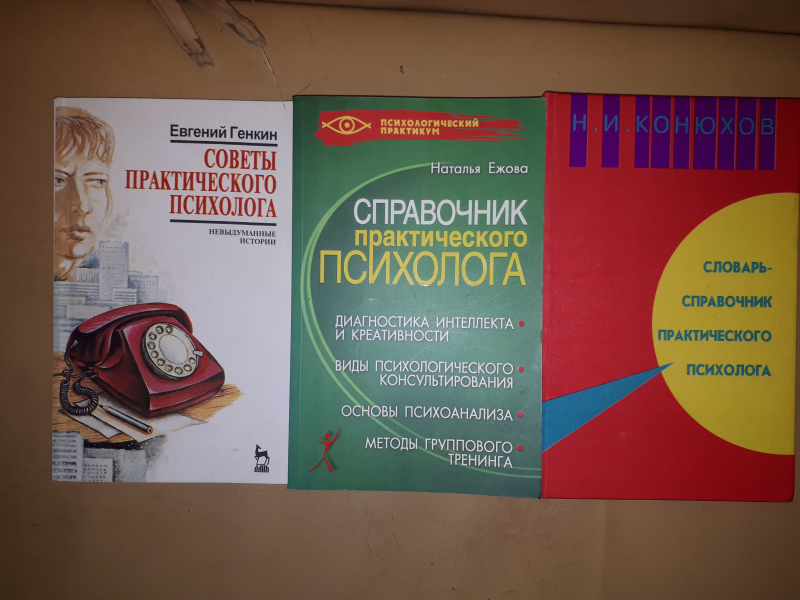 Евгений Генкин
СОВЕТЫ
ПРАКТИЧЕСКОГО
ПСИХОЛОГА
НЕВЫДУМАННЫЕ
ИСТОРИИ
ПСИХОЛОГИЧЕСКИЙ
ПРАКТИКУМ
Наталья Ежова
СПРАВОЧНИК
практического
ПСИХОЛОГА
ДИАГНОСТИКА ИНТЕЛЛЕКТА •
И КРЕАТИВНОСТИ
ВИДЫ ПСИХОЛОГИЧЕСКОГО •
КОНСУЛЬТИРОВАНИЯ
ОСНОВЫ ПСИХОАНАЛИЗА •
МЕТОДЫ ГРУППОВОГО •
ТРЕНИНГА
Н.И.КОНЮХОВ
СЛОВАРЬ-
СПРАВОЧНИК
ПРАКТИЧЕСКОГО
ПСИХОЛОГА